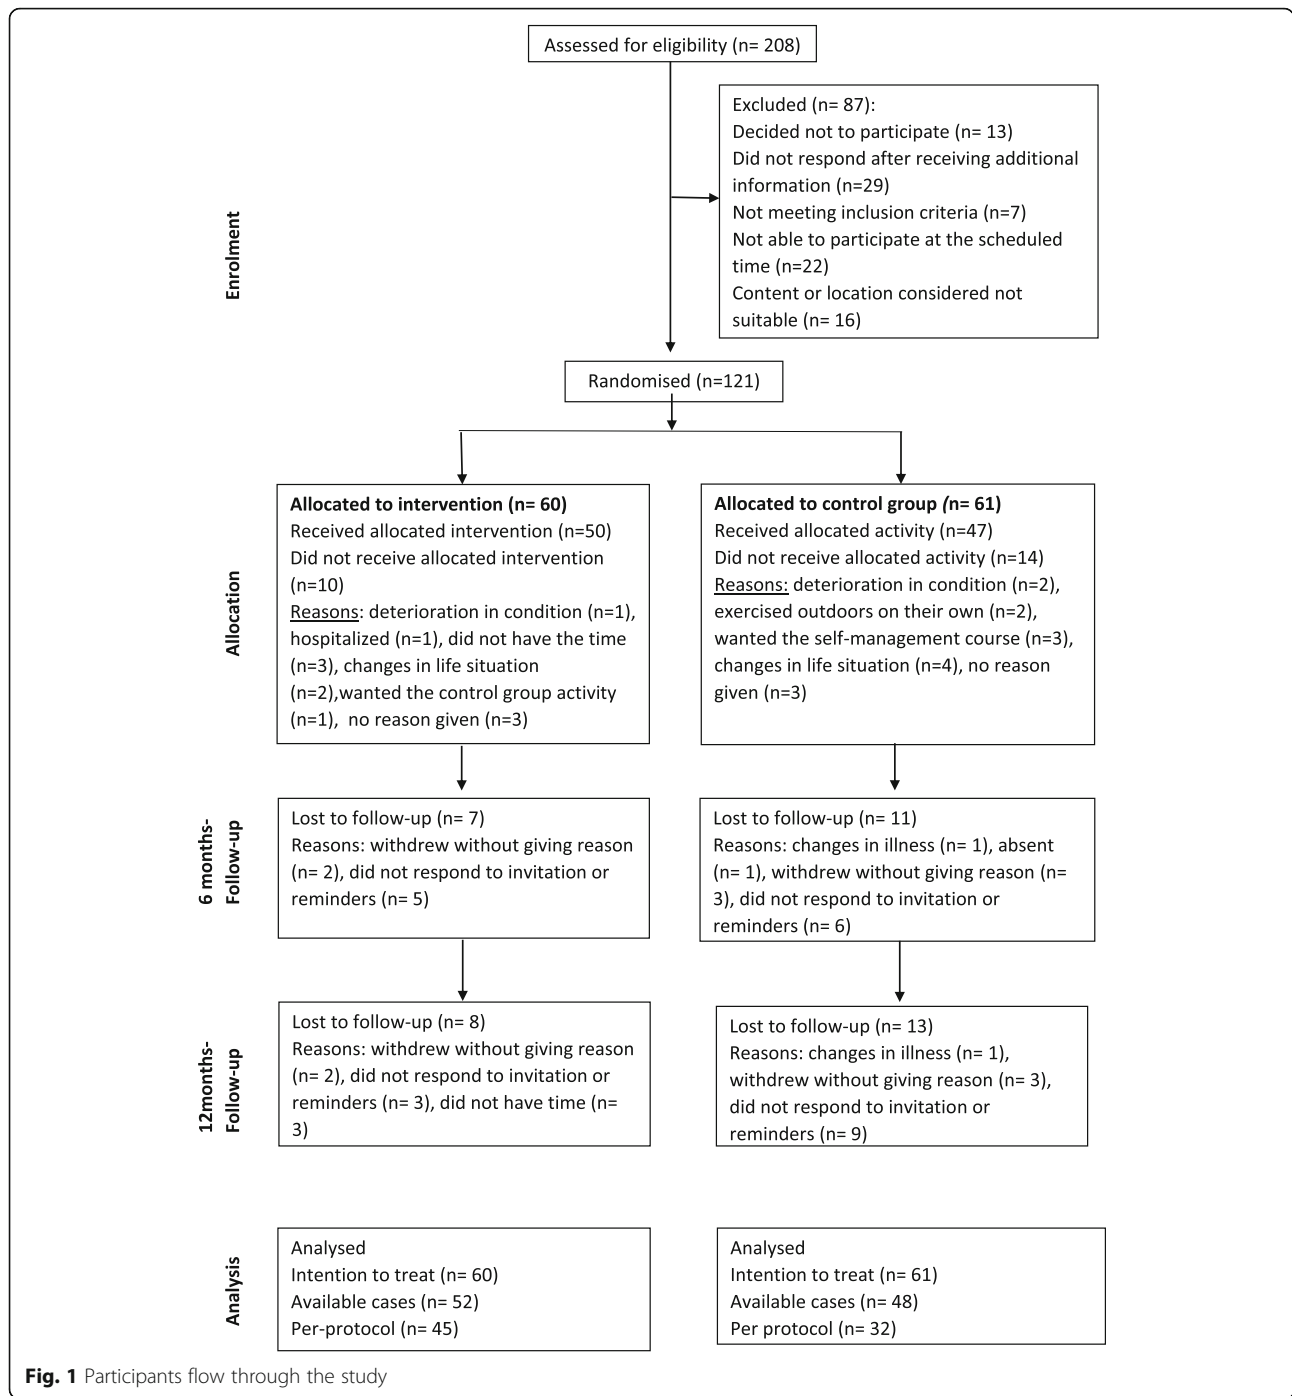 Assessed for eligibility (n= 208)
Excluded (n= 87):
Decided not to participate (n= 13)
Did not respond after receiving additional
information (n=29)
Not meeting inclusion criteria (n=7)
Not able to participate at the scheduled
time (n=22)
Content or location considered not
suitable (n= 16)
Enrolment
Randomised (n=121)
Allocation
Allocated to intervention (n= 60)
Received allocated intervention (n=50)
Did not receive allocated intervention
(n=10)
Reasons: deterioration in condition (n=1),
hospitalized (n=1), did not have the time
(n=3), changes in life situation
(n=2),wanted the control group activity
(n=1),  no reason given (n=3)
Allocated to control group (n= 61)
Received allocated activity (n=47)
Did not receive allocated activity (n=14)
Reasons: deterioration in condition (n=2),
exercised outdoors on their own (n=2),
wanted the self-management course (n=3),
changes in life situation (n=4), no reason
given (n=3)
6 months-
Follow-up
Lost to follow-up (n= 7)
Reasons: withdrew without giving reason
(n= 2), did not respond to invitation or
reminders (n= 5)
Lost to follow-up (n= 11)
Reasons: changes in illness (n= 1), absent
(n= 1), withdrew without giving reason (n=
3), did not respond to invitation or
reminders (n= 6)
12months-
Follow-up
Lost to follow-up (n= 8)
Reasons: withdrew without giving reason
(n= 2), did not respond to invitation or
reminders (n= 3), did not have time (n=
3)
Lost to follow-up (n= 13)
Reasons: changes in illness (n= 1),
withdrew without giving reason (n= 3),
did not respond to invitation or
reminders (n= 9)
Analysis
Analysed
Intention to treat (n= 60)
Available cases (n= 52)
Per-protocol (n= 45)
Analysed
Intention to treat (n= 61)
Available cases (n= 48)
Per protocol (n= 32)
Fig. 1 Participants flow through the study